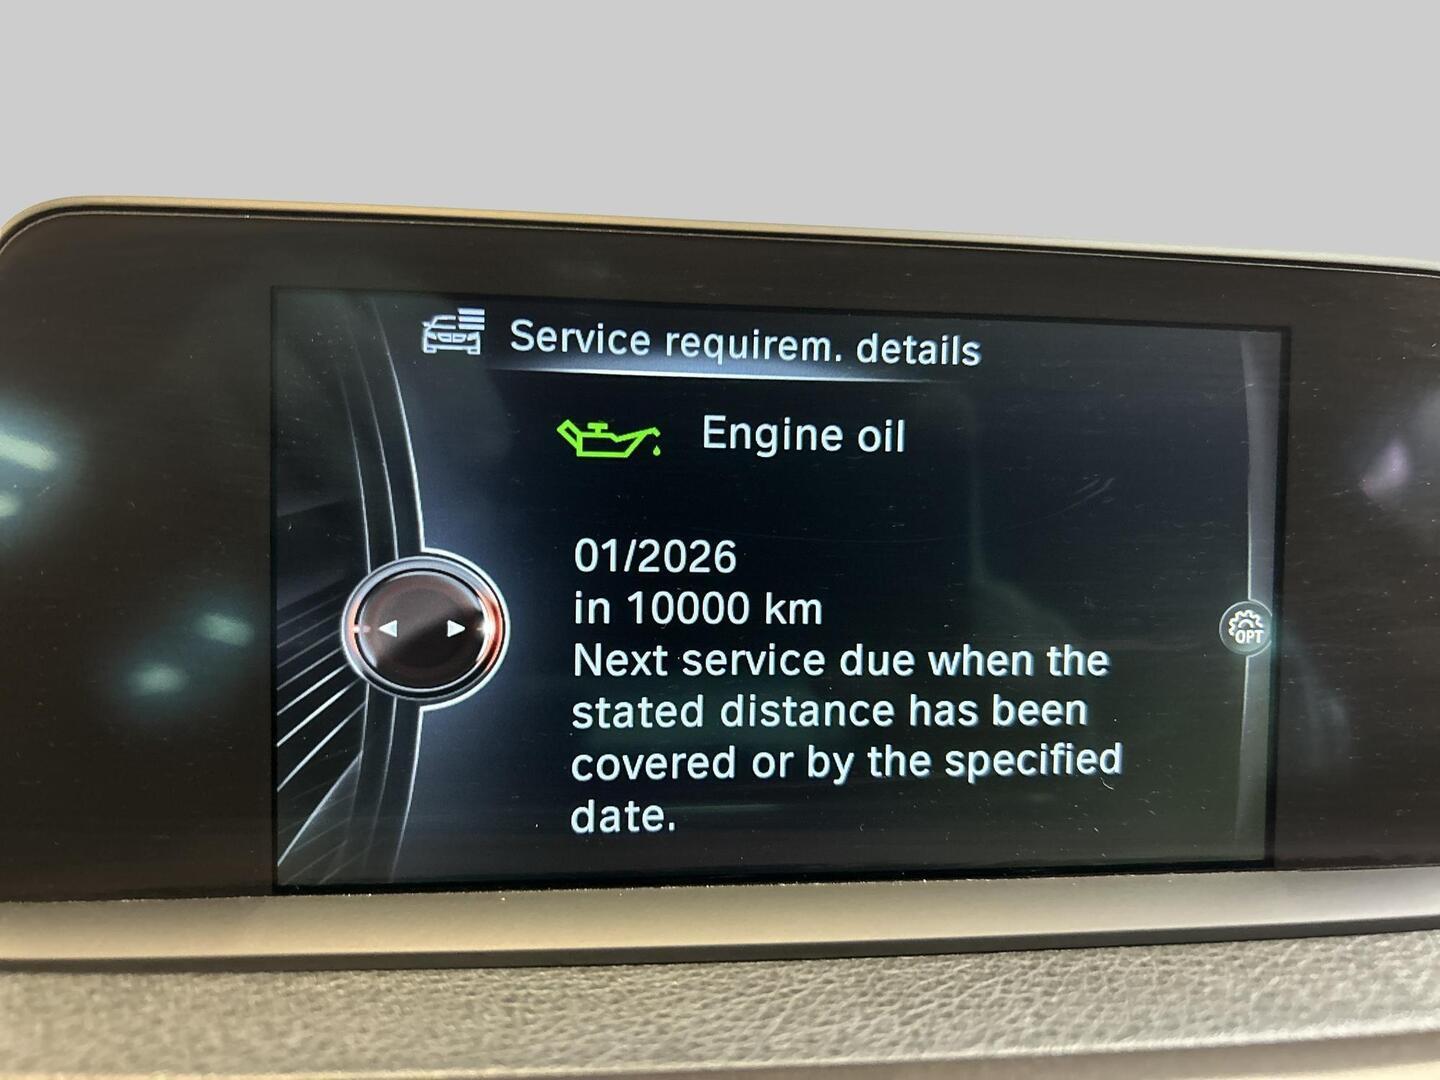 Service requirem. details
Engine oil
01/2026
in 10000 km
Next service due when the
stated distance has been
covered or by the specified
date.
OPT